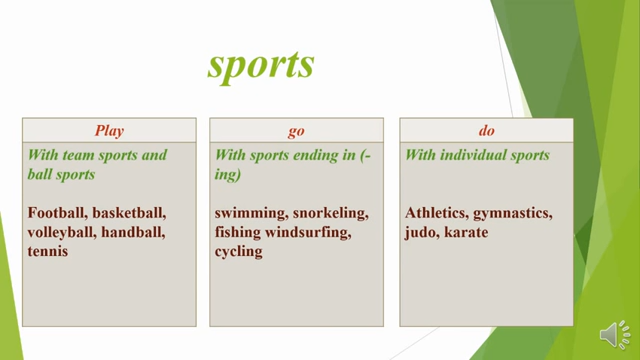 sports
Play
With team sports and
ball sports
Football, basketball,
volleyball, handball,
tennis
go
With sports ending in (-
ing)
swimming, snorkeling,
fishing windsurfing,
cycling
do
With individual sports
Athletics, gymnastics,
judo, karate